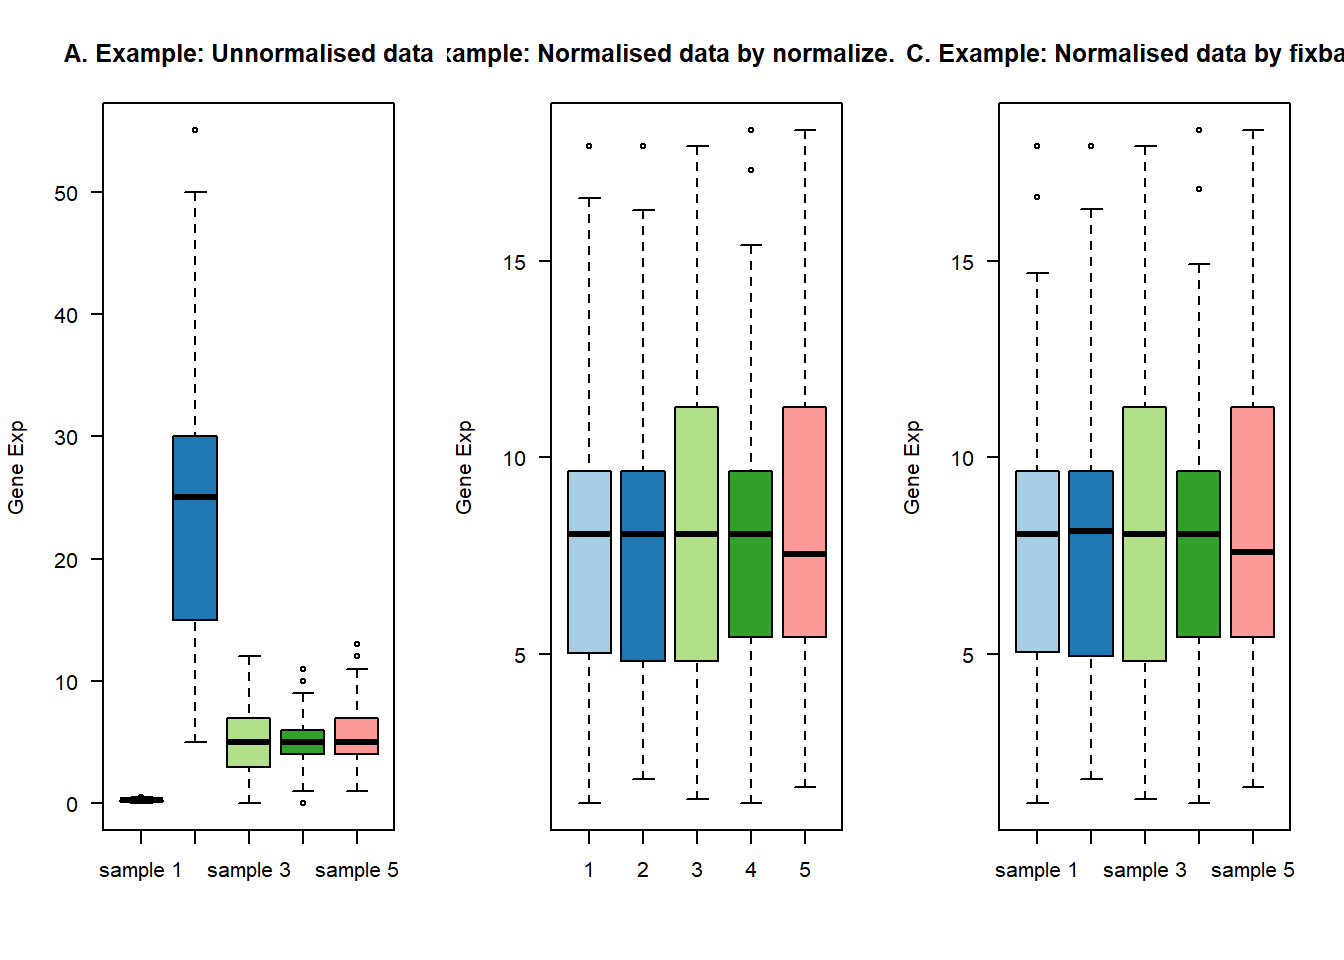 A. Example: Unnormalised data
xample: Normalised data by normalize.
C. Example: Normalised data by fixba
Gene Exp
50
40
30
20
10
0
sample 1
sample 3
sample 5
Gene Exp
15
10
5
1
2
3
4
5
Gene Exp
15
10
5
sample 1
sample 3
sample 5